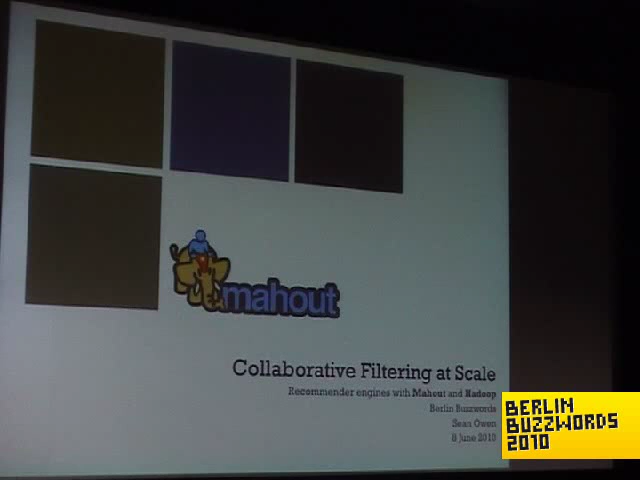 mahout
Collaborative Filtering at Scale
Recommender engines with Mahout and Hadoop
Berlin Buzzwords
Sean Owen
8 June 2010
BERLIN
BUZZWORDS
2010